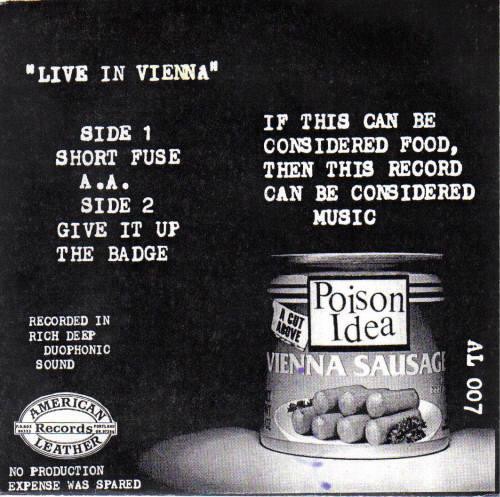 "LIVE IN VIENNA"
SIDE 1
SHORT FUSE
A.A.
SIDE 2
GIVE IT UP
THE BADGE
IF THIS CAN BE
CONSIDERED FOOD,
THEN THIS RECORD
CAN BE CONSIDERED
MUSIC
RECORDED IN
RICH DEEP
DUOPHONIC
SOUND
A CUT
ABOVE
Poison
Idea
VIENNA SAUSAGE
AL 007
AMERICAN
Records
PORTLAND
LEATHER
NO PRODUCTION
EXPENSE WAS SPARED